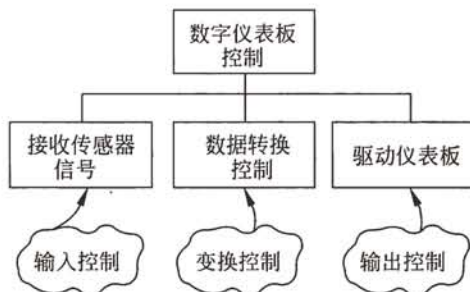 数字仪表板
控制
接收传感器
信号
数据转换
控制
驱动仪表板
输入控制
变换控制
输出控制